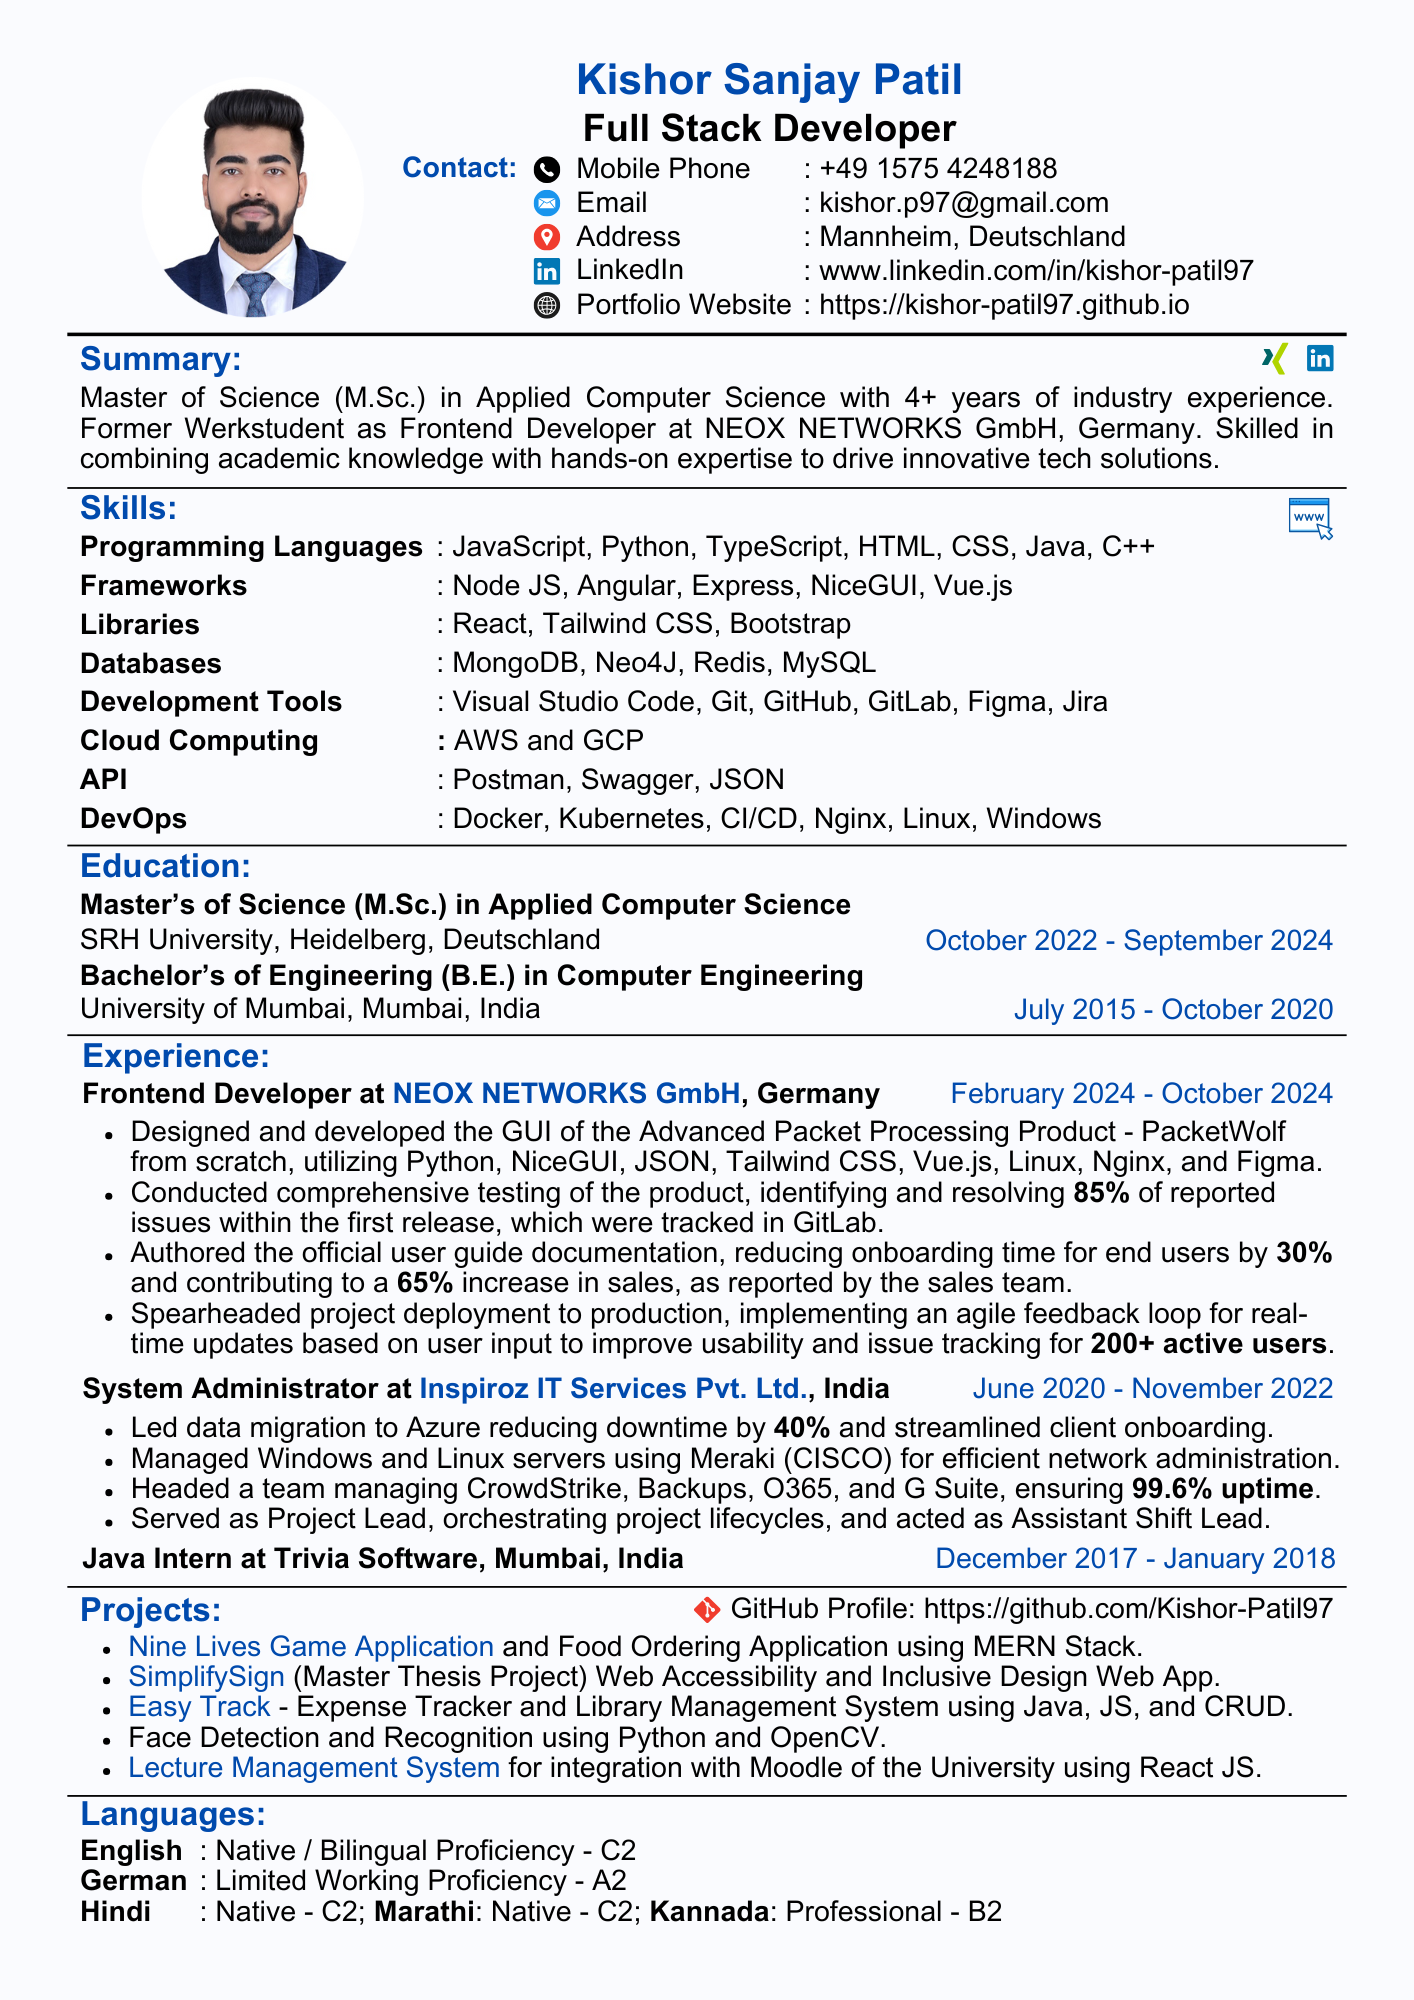 Kishor Sanjay Patil
Full Stack Developer
Contact: Mobile Phone : +49 1575 4248188
Email : kishor.p97@gmail.com
Address : Mannheim, Deutschland
in LinkedIn : www.linkedin.com/in/kishor-patil97
Portfolio Website : https://kishor-patil97.github.io
Summary: in
Master of Science (M.Sc.) in Applied Computer Science with 4+ years of industry experience.
Former Werkstudent as Frontend Developer at NEOX NETWORKS GmbH, Germany. Skilled in
combining academic knowledge with hands-on expertise to drive innovative tech solutions.
Skills: www
Programming Languages : JavaScript, Python, TypeScript, HTML, CSS, Java, C++
Frameworks : Node JS, Angular, Express, NiceGUI, Vue.js
Libraries : React, Tailwind CSS, Bootstrap
Databases : MongoDB, Neo4J, Redis, MySQL
Development Tools : Visual Studio Code, Git, GitHub, GitLab, Figma, Jira
Cloud Computing : AWS and GCP
API : Postman, Swagger, JSON
DevOps : Docker, Kubernetes, CI/CD, Nginx, Linux, Windows
Education:
Master’s of Science (M.Sc.) in Applied Computer Science
SRH University, Heidelberg, Deutschland October 2022 - September 2024
Bachelor’s of Engineering (B.E.) in Computer Engineering
University of Mumbai, Mumbai, India July 2015 - October 2020
Experience:
Frontend Developer at NEOX NETWORKS GmbH, Germany February 2024 - October 2024
• Designed and developed the GUI of the Advanced Packet Processing Product - PacketWolf
from scratch, utilizing Python, NiceGUI, JSON, Tailwind CSS, Vue.js, Linux, Nginx, and Figma.
• Conducted comprehensive testing of the product, identifying and resolving 85% of reported
issues within the first release, which were tracked in GitLab.
• Authored the official user guide documentation, reducing onboarding time for end users by 30%
and contributing to a 65% increase in sales, as reported by the sales team.
• Spearheaded project deployment to production, implementing an agile feedback loop for real-
time updates based on user input to improve usability and issue tracking for 200+ active users.
System Administrator at Inspiroz IT Services Pvt. Ltd., India June 2020 - November 2022
• Led data migration to Azure reducing downtime by 40% and streamlined client onboarding.
• Managed Windows and Linux servers using Meraki (CISCO) for efficient network administration.
• Headed a team managing CrowdStrike, Backups, O365, and G Suite, ensuring 99.6% uptime.
• Served as Project Lead, orchestrating project lifecycles, and acted as Assistant Shift Lead.
Java Intern at Trivia Software, Mumbai, India December 2017 - January 2018
Projects: GitHub Profile: https://github.com/Kishor-Patil97
• Nine Lives Game Application and Food Ordering Application using MERN Stack.
• SimplifySign (Master Thesis Project) Web Accessibility and Inclusive Design Web App.
• Easy Track - Expense Tracker and Library Management System using Java, JS, and CRUD.
• Face Detection and Recognition using Python and OpenCV.
• Lecture Management System for integration with Moodle of the University using React JS.
Languages:
English : Native / Bilingual Proficiency - C2
German : Limited Working Proficiency - A2
Hindi : Native - C2; Marathi: Native - C2; Kannada: Professional - B2